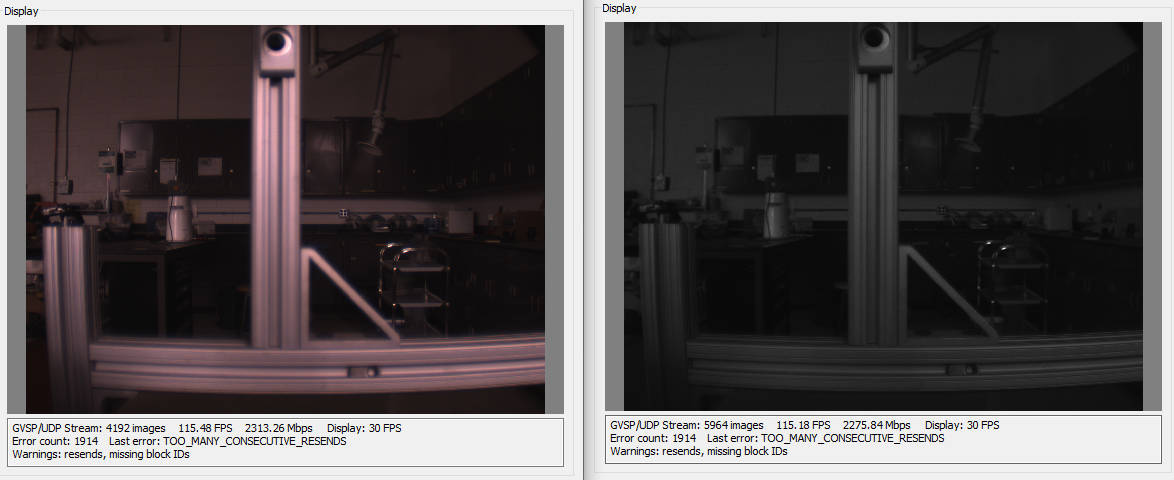 Display
GVSP/UDP Stream: 4192 images 115.48 FPS 2313.26 Mbps Display: 30 FPS
Error count: 1914 Last error: TOO_MANY_CONSECUTIVE_RESENDS
Warnings: resends, missing block IDs
Display
GVSP/UDP Stream: 5964 images 115.18 FPS 2275.84 Mbps Display: 30 FPS
Error count: 1914 Last error: TOO_MANY_CONSECUTIVE_RESENDS
Warnings: resends, missing block IDs